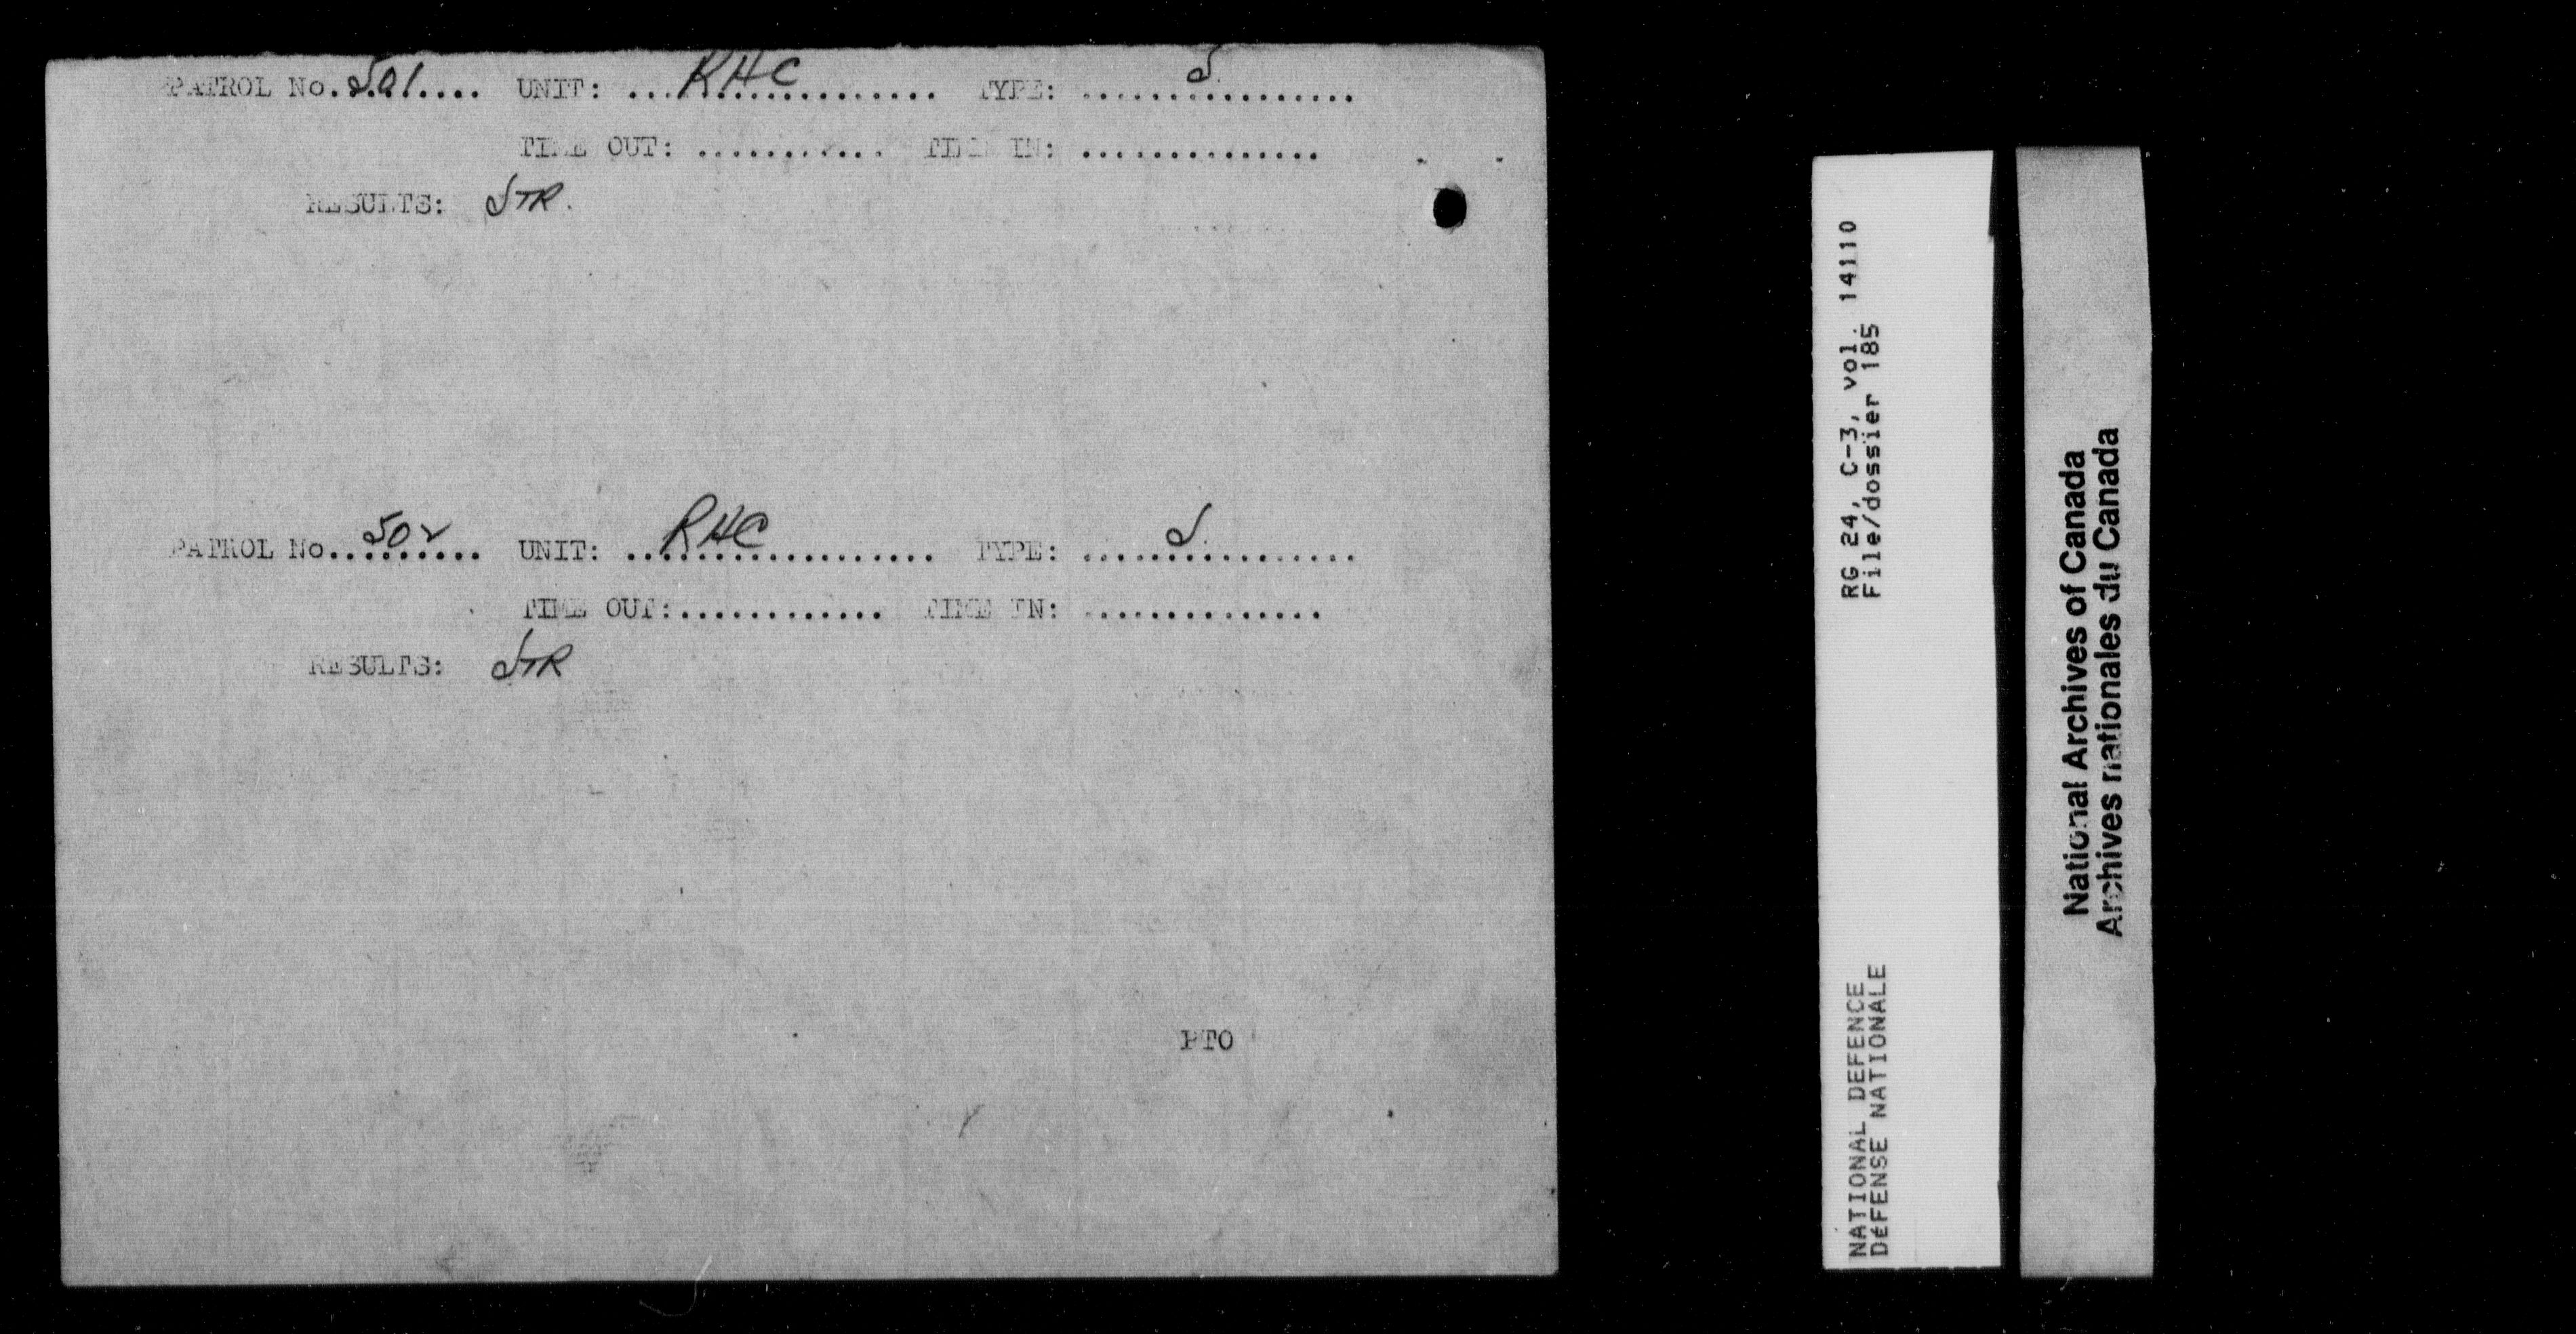 PATROL No. 501.... UNIT: ...RHC.............. TYPE: ......S..........
TIME OUT: ........... TIME IN: ..............
RESULTS: STR.
PATROL No...502.... UNIT: ..RHC.............. TYPE: .....S...........
TIME OUT:............ TIME IN: ..............
RESULTS: STR
PTO
RG 24, C-3, vol. 14110
File/dossier 185
NATIONAL DEFENCE
DéFENSE NATIONALE
National Archives of Canada
Archives nationales du Canada